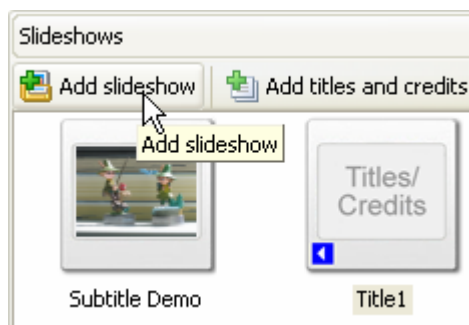 Slideshows
Add slideshow
Add titles and credits
Add slideshow
Titles/
Credits
Subtitle Demo
Title1